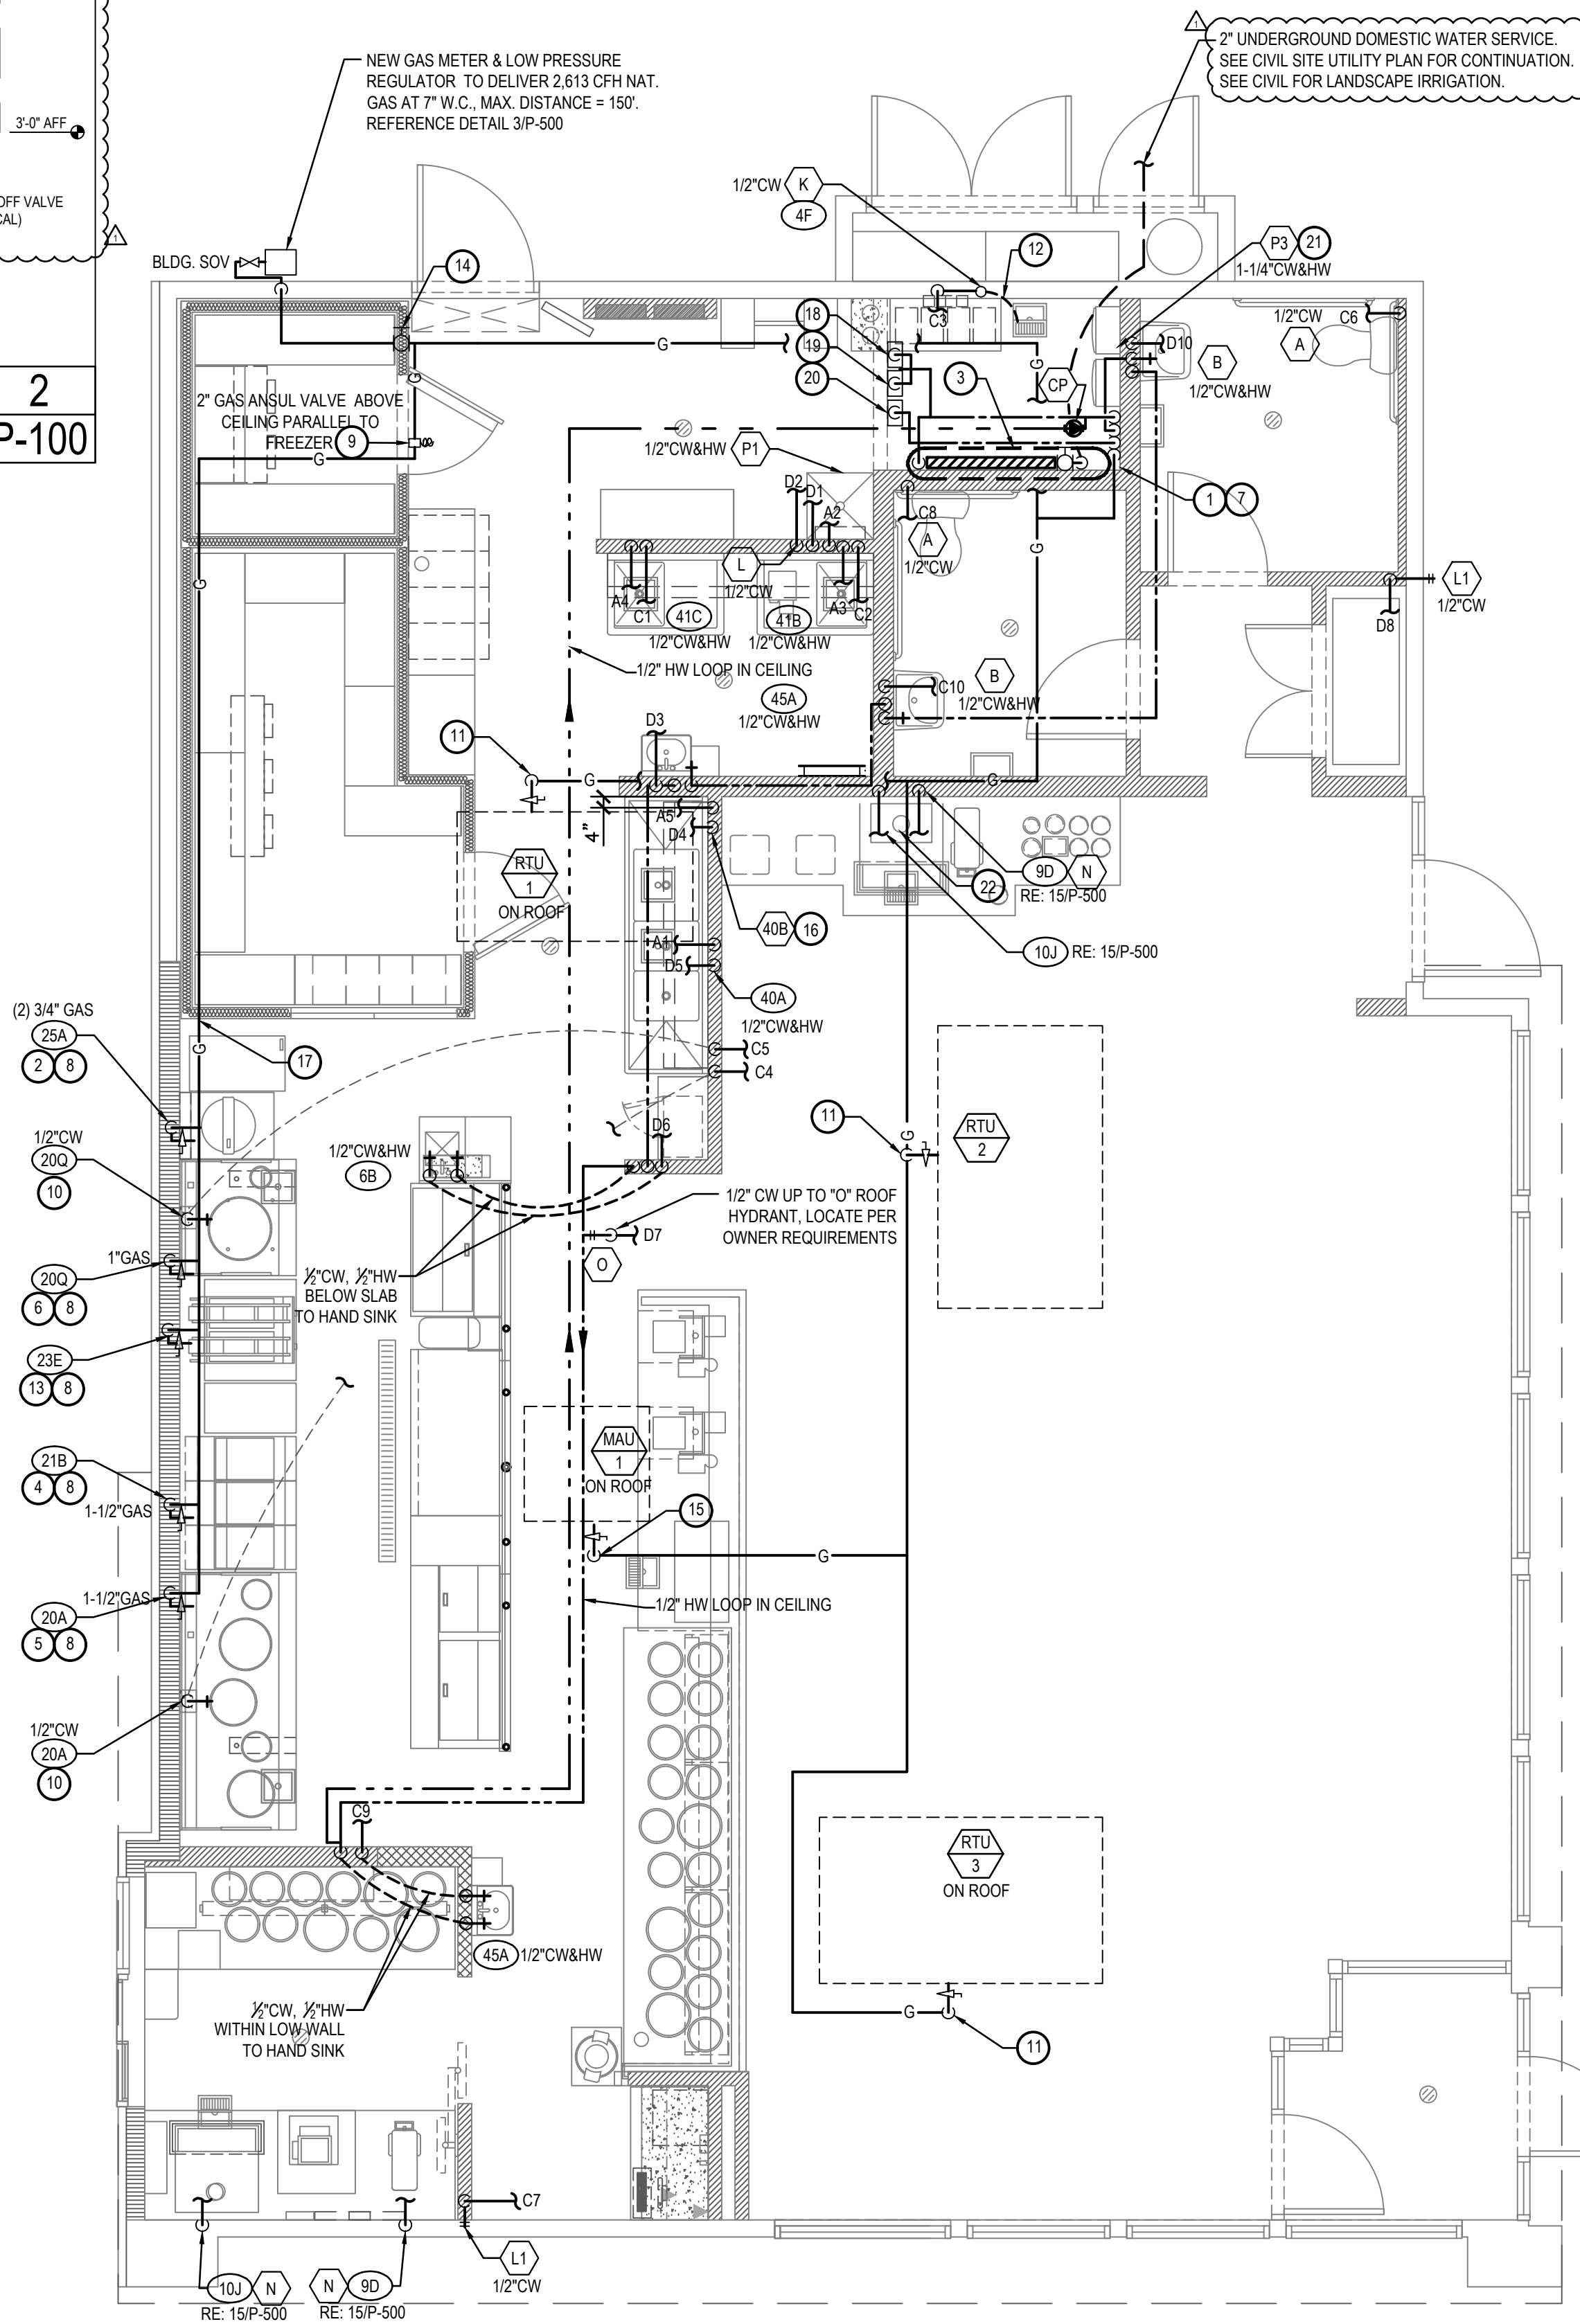 2" UNDERGROUND DOMESTIC WATER SERVICE.
SEE CIVIL SITE UTILITY PLAN FOR CONTINUATION.
SEE CIVIL FOR LANDSCAPE IRRIGATION.
1
NEW GAS METER & LOW PRESSURE
REGULATOR TO DELIVER 2,613 CFH NAT.
GAS AT 7" W.C., MAX. DISTANCE = 150'.
REFERENCE DETAIL 3/P-500
3'-0" AFF
OFF VALVE
CAL)
1
2
P-100
BLDG. SOV
14
1/2"CW
K
4F
12
P3
21
1-1/4"CW&HW
C3
1/2"CW
C6
A
D10
B
1/2"CW&HW
18
19
20
3
CP
G
G
G
2" GAS ANSUL VALVE ABOVE
CEILING PARALLEL TO
FREEZER
9
G
1/2"CW&HW
P1
D2
D1
A2
C8
A
1/2"CW
1
7
G
G
L
1/2"CW
A4
C1
41C
1/2"CW&HW
41B
1/2"CW&HW
A3
C2
L1
1/2"CW
D8
1/2" HW LOOP IN CEILING
45A
1/2"CW&HW
B
1/2"CW&HW
C10
D3
11
G
G
4"
A5
D4
RTU
1
ON ROOF
40B
16
9D
N
RE: 15/P-500
22
10J
RE: 15/P-500
A1
D5
40A
1/2"CW&HW
C5
C4
(2) 3/4" GAS
25A
2
8
G
17
1/2"CW
20Q
10
1/2"CW&HW
6B
D6
11
G
RTU
2
1/2" CW UP TO "O" ROOF
HYDRANT, LOCATE PER
OWNER REQUIREMENTS
D7
O
1"GAS
20Q
6
8
½"CW, ½"HW
BELOW SLAB
TO HAND SINK
23E
13
8
MAU
1
ON ROOF
21B
4
8
1-1/2"GAS
15
G
1-1/2"GAS
20A
5
8
1/2" HW LOOP IN CEILING
1/2"CW
20A
10
C9
RTU
3
ON ROOF
45A
1/2"CW&HW
½"CW, ½"HW
WITHIN LOW WALL
TO HAND SINK
G
11
C7
L1
1/2"CW
10J
N
RE: 15/P-500
N
9D
RE: 15/P-500